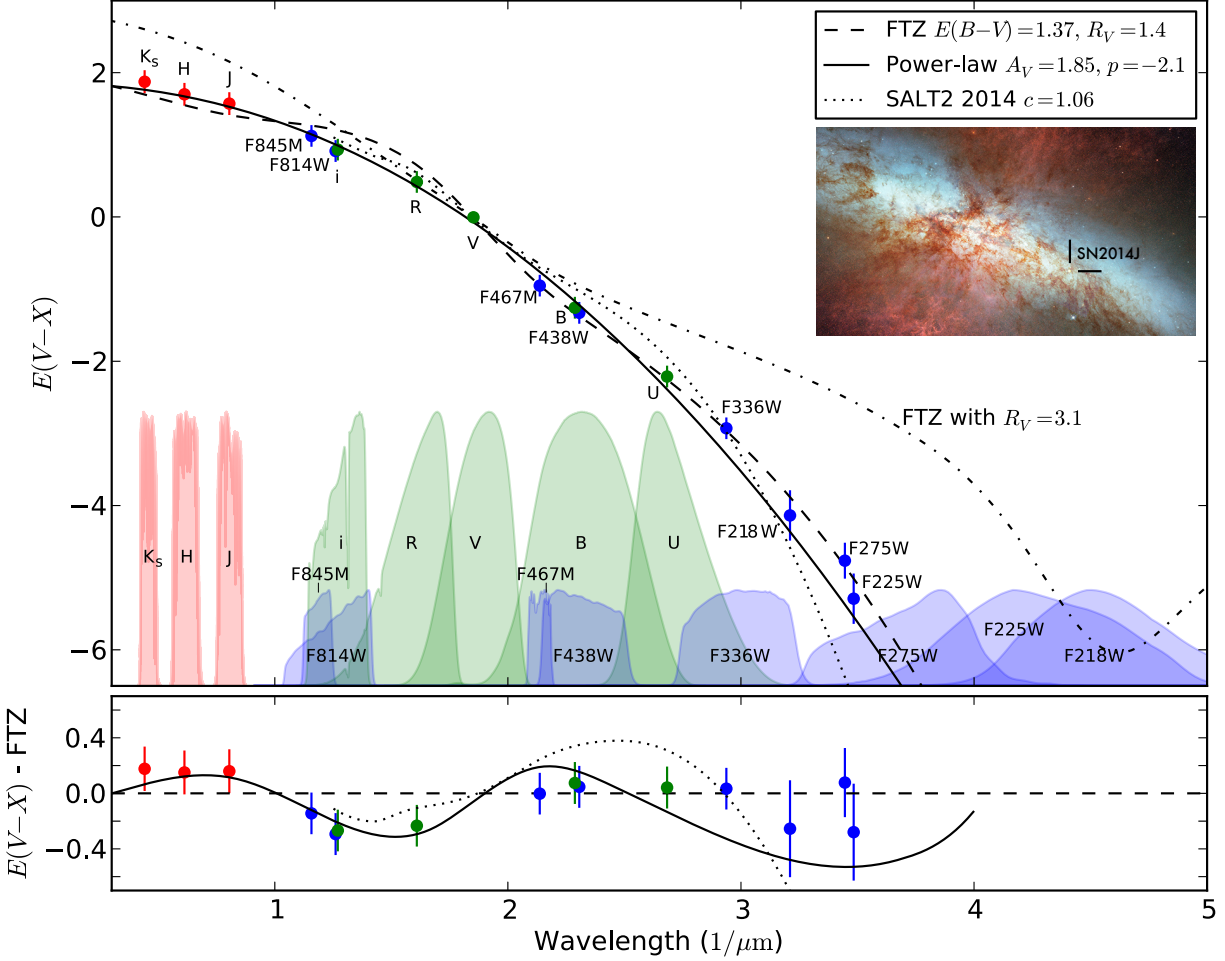 FTZ E(B−V)=1.37, R_V=1.4
Power-law A_V=1.85, p=−2.1
SALT2 2014 c=1.06
SN2014J
E(V−X)
2
0
−2
−4
−6
K_s
H
J
F845M
F814W
i
R
V
F467M
B
F438W
U
F336W
FTZ with R_V=3.1
F218W
F275W
F225W
K_s
H
J
i
R
V
B
U
F845M
F467M
F814W
F438W
F336W
F275W
F225W
F218W
E(V−X) - FTZ
0.4
0.0
−0.4
1
2
3
4
5
Wavelength (1/μm)